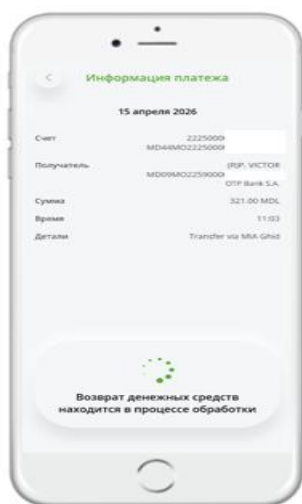 Информация платежа
15 апреля 2026
Счет 2225000
MD44MO2225000
Получатель (R)P. VICTOR
MD09MO2259000
OTP Bank S.A.
Сумма 321.00 MDL
Время 11:03
Детали Transfer via MIA Ghid
Возврат денежных средств
находится в процессе обработки